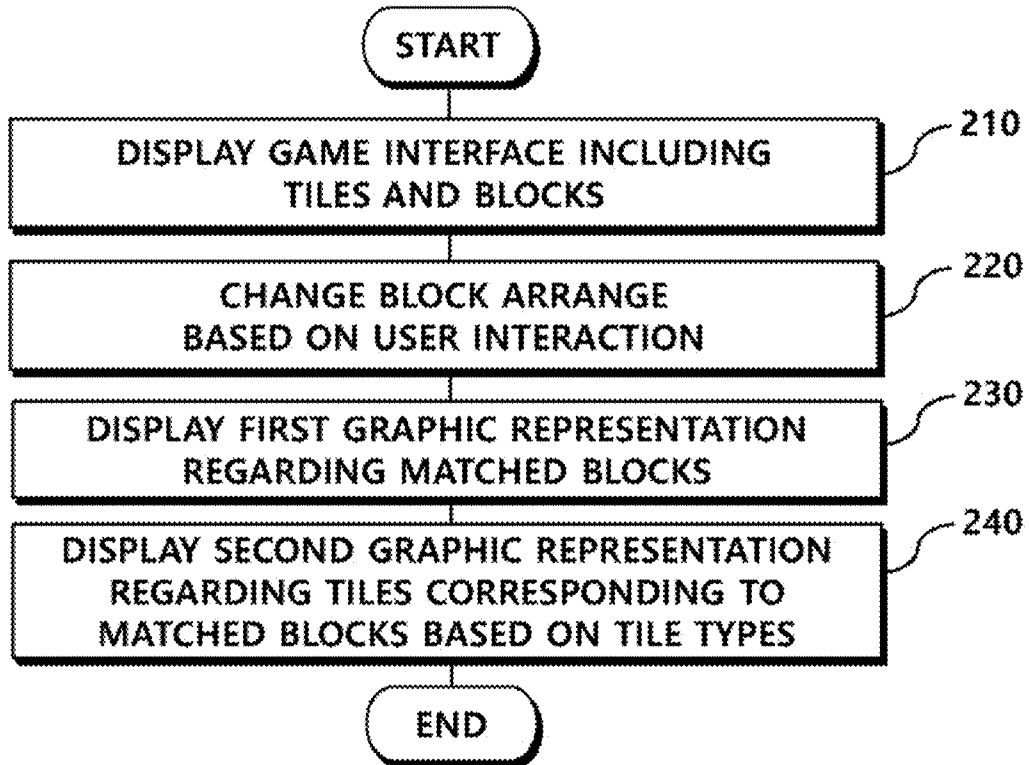 START
DISPLAY GAME INTERFACE INCLUDING
TILES AND BLOCKS
210
CHANGE BLOCK ARRANGE
BASED ON USER INTERACTION
220
DISPLAY FIRST GRAPHIC REPRESENTATION
REGARDING MATCHED BLOCKS
230
DISPLAY SECOND GRAPHIC REPRESENTATION
REGARDING TILES CORRESPONDING TO
MATCHED BLOCKS BASED ON TILE TYPES
240
END